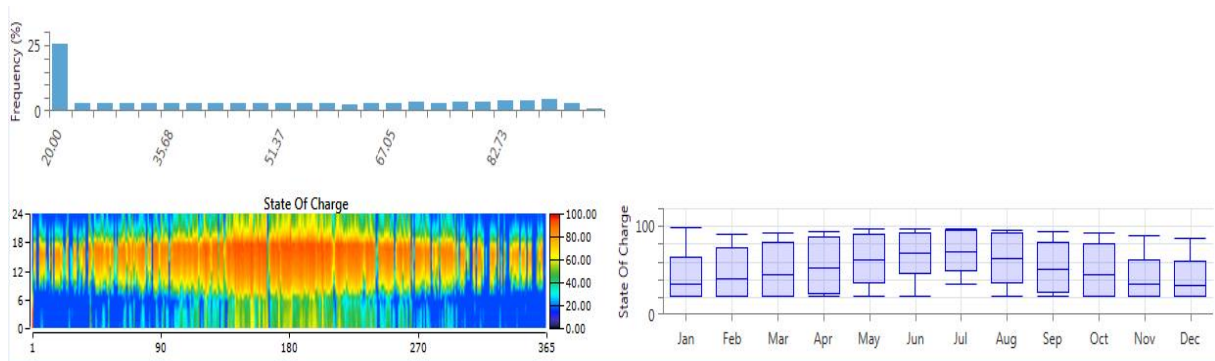 Frequency (%)
25
0
20.00
35.68
51.37
67.05
82.73
State Of Charge
24
18
12
6
0
1
90
180
270
365
100.00
80.00
60.00
40.00
20.00
0.00
State Of Charge
100
0
Jan
Feb
Mar
Apr
May
Jun
Jul
Aug
Sep
Oct
Nov
Dec